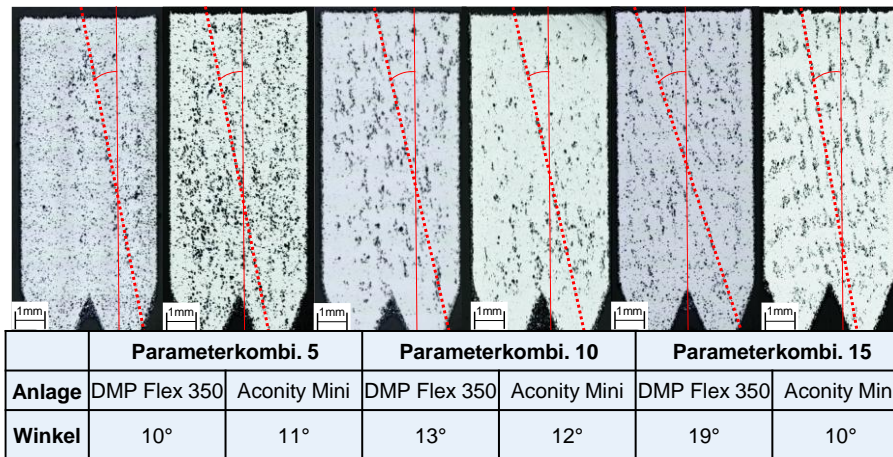 1mm 1mm 1mm 1mm 1mm 1mm
Parameterkombi. 5 Parameterkombi. 10 Parameterkombi. 15
Anlage DMP Flex 350 Aconity Mini DMP Flex 350 Aconity Mini DMP Flex 350 Aconity Min
Winkel 10° 11° 13° 12° 19° 10°